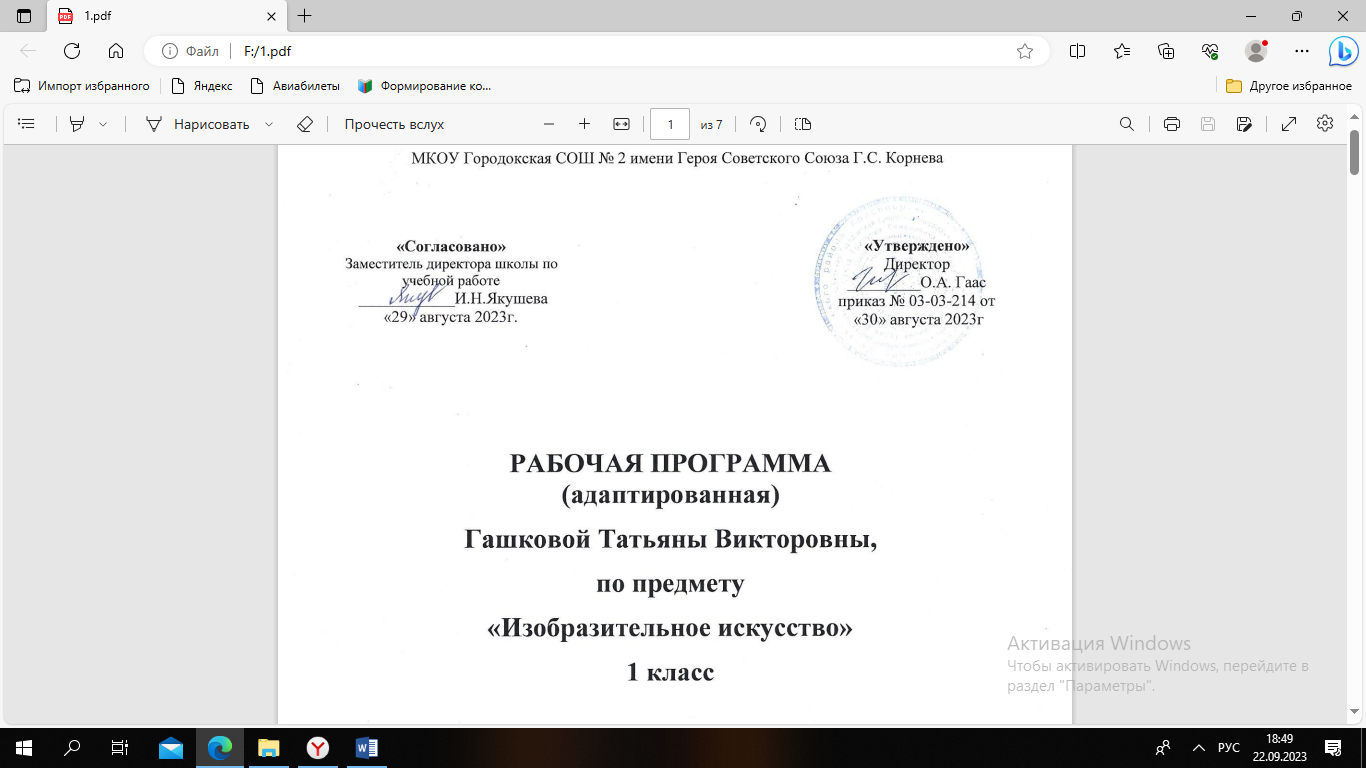 1.pdf
Файл
F:/1.pdf
Импорт избранного
Яндекс
Авиабилеты
Формирование ко...
Другое избранное
Нарисовать
Прочесть вслух
1
из 7
МКОУ Городокская СОШ № 2 имени Героя Советского Союза Г.С. Корнева
«Согласовано»
Заместитель директора школы по
учебной работе
И.Н.Якушева
«29» августа 2023г.
«Утверждено»
Директор
О.А. Гаас
приказ № 03-03-214 от
«30» августа 2023г
РАБОЧАЯ ПРОГРАММА
(адаптированная)
Гашковой Татьяны Викторовны,
по предмету
«Изобразительное искусство»
1 класс
Активация Windows
Чтобы активировать Windows, перейдите в
раздел "Параметры".
РУС
18:49
22.09.2023